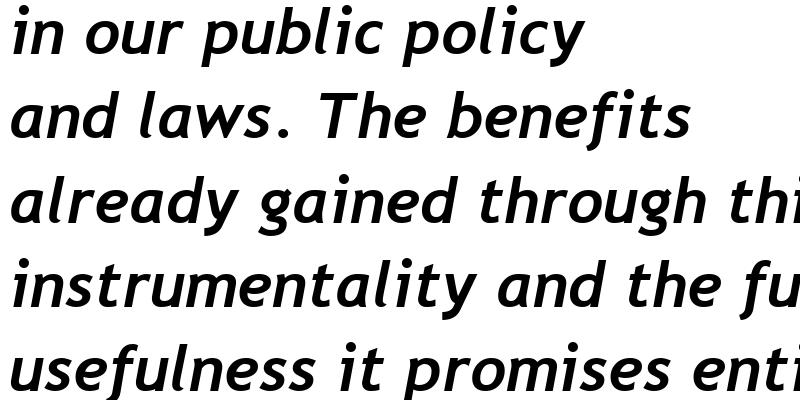 in our public policy
and laws. The benefits
already gained through thi
instrumentality and the fu
usefulness it promises enti